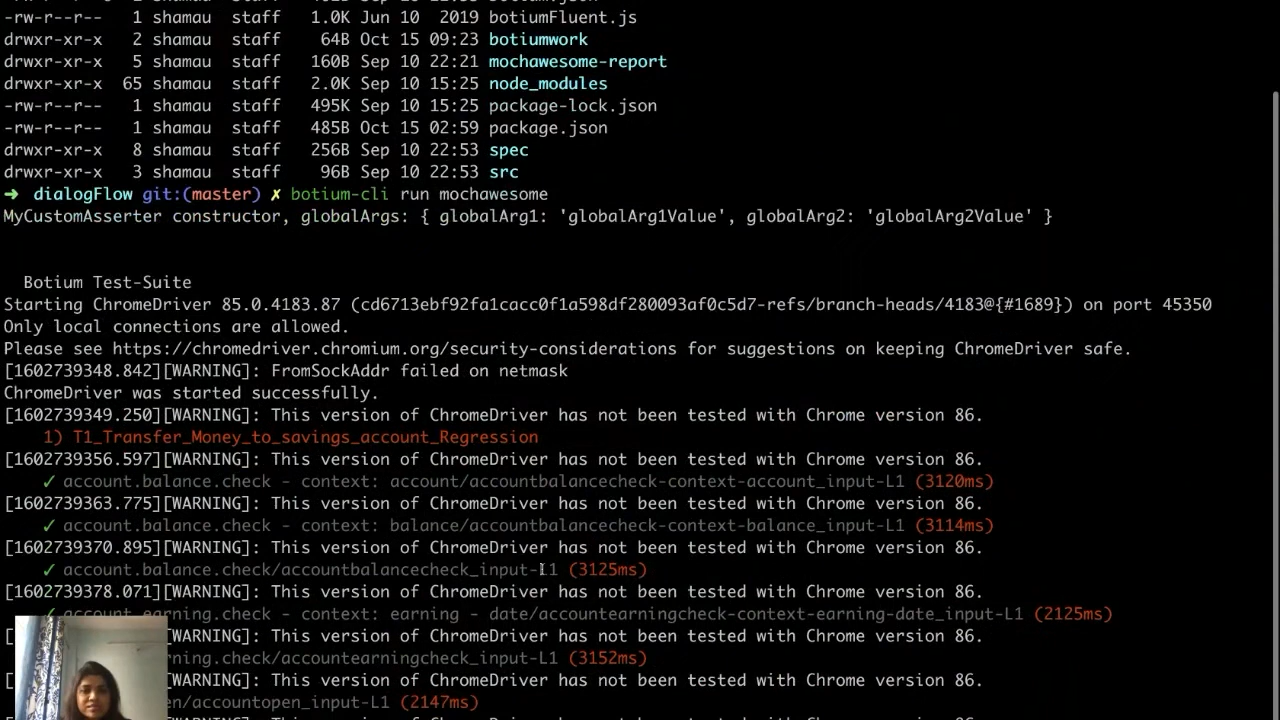 -rw-r--r-- 1 shamau staff 1.0K Jun 10 2019 botiumFluent.js
drwxr-xr-x 2 shamau staff 64B Oct 15 09:23 botiumwork
drwxr-xr-x 5 shamau staff 160B Sep 10 22:21 mochawesome-report
drwxr-xr-x 65 shamau staff 2.0K Sep 10 15:25 node_modules
-rw-r--r-- 1 shamau staff 495K Sep 10 15:25 package-lock.json
-rw-r--r-- 1 shamau staff 485B Oct 15 02:59 package.json
drwxr-xr-x 8 shamau staff 256B Sep 10 22:53 spec
drwxr-xr-x 3 shamau staff 96B Sep 10 22:53 src
➜ dialogFlow git:(master) ✗ botium-cli run mochawesome
MyCustomAsserter constructor, globalArgs: { globalArg1: 'globalArg1Value', globalArg2: 'globalArg2Value' }
Botium Test-Suite
Starting ChromeDriver 85.0.4183.87 (cd6713ebf92fa1cacc0f1a598df280093af0c5d7-refs/branch-heads/4183@{#1689}) on port 45350
Only local connections are allowed.
Please see https://chromedriver.chromium.org/security-considerations for suggestions on keeping ChromeDriver safe.
[1602739348.842][WARNING]: FromSockAddr failed on netmask
ChromeDriver was started successfully.
[1602739349.250][WARNING]: This version of ChromeDriver has not been tested with Chrome version 86.
1) T1_Transfer_Money_to_savings_account_Regression
[1602739356.597][WARNING]: This version of ChromeDriver has not been tested with Chrome version 86.
✓ account.balance.check - context: account/accountbalancecheck-context-account_input-L1 (3120ms)
[1602739363.775][WARNING]: This version of ChromeDriver has not been tested with Chrome version 86.
✓ account.balance.check - context: balance/accountbalancecheck-context-balance_input-L1 (3114ms)
[1602739370.895][WARNING]: This version of ChromeDriver has not been tested with Chrome version 86.
✓ account.balance.check/accountbalancecheck_input-L1 (3125ms)
[1602739378.071][WARNING]: This version of ChromeDriver has not been tested with Chrome version 86.
✓ account.earning.check - context: earning - date/accountearningcheck-context-earning-date_input-L1 (2125ms)
[WARNING]: This version of ChromeDriver has not been tested with Chrome version 86.
ning.check/accountearningcheck_input-L1 (3152ms)
[WARNING]: This version of ChromeDriver has not been tested with Chrome version 86.
en/accountopen_input-L1 (2147ms)